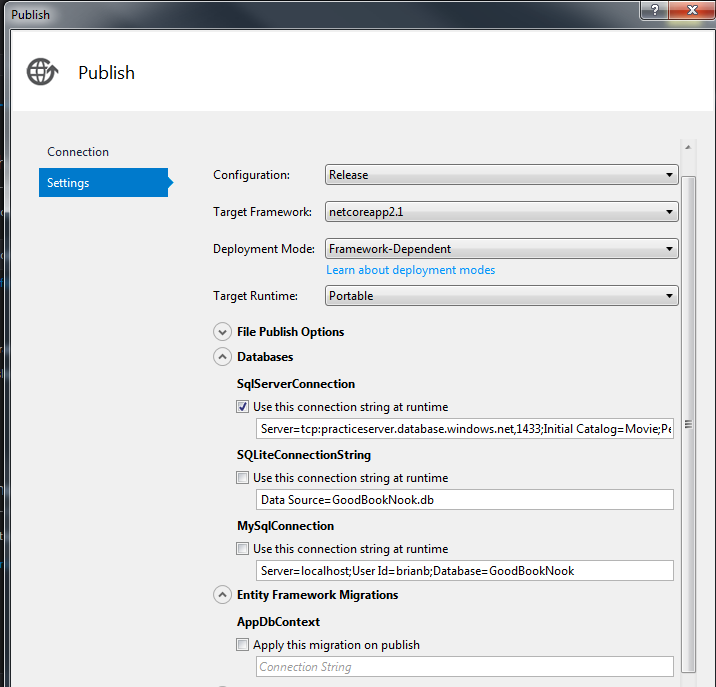 Publish
?
x
Publish
Connection
Settings
Configuration: Release
Target Framework: netcoreapp2.1
Deployment Mode: Framework-Dependent
Learn about deployment modes
Target Runtime: Portable
File Publish Options
Databases
SqlServerConnection
Use this connection string at runtime
Server=tcp:practiceserver.database.windows.net,1433;Initial Catalog=Movie;Pe
SQLiteConnectionString
Use this connection string at runtime
Data Source=GoodBookNook.db
MySqlConnection
Use this connection string at runtime
Server=localhost;User Id=brianb;Database=GoodBookNook
Entity Framework Migrations
AppDbContext
Apply this migration on publish
Connection String